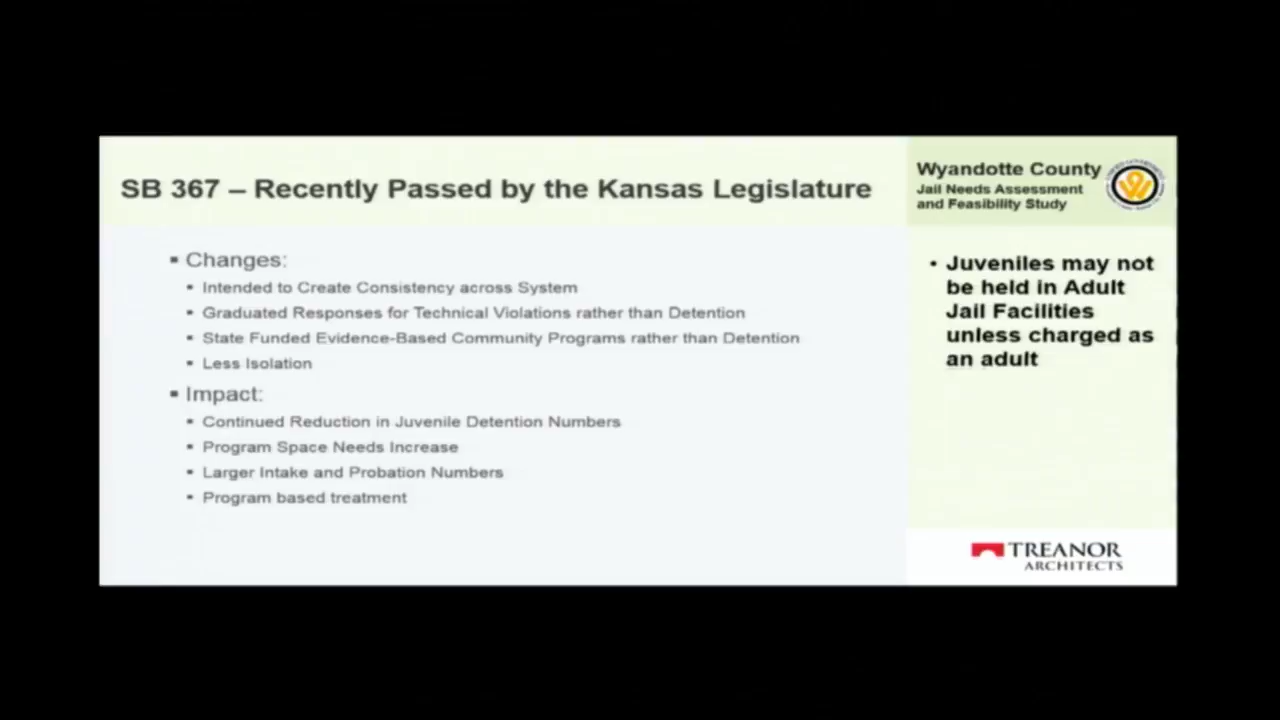 SB 367 – Recently Passed by the Kansas Legislature
Wyandotte County
Jail Needs Assessment
and Feasibility Study
▪ Changes:
▪ Intended to Create Consistency across System
▪ Graduated Responses for Technical Violations rather than Detention
▪ State Funded Evidence-Based Community Programs rather than Detention
▪ Less Isolation
▪ Impact:
▪ Continued Reduction in Juvenile Detention Numbers
▪ Program Space Needs Increase
▪ Larger Intake and Probation Numbers
▪ Program based treatment
• Juveniles may not
be held in Adult
Jail Facilities
unless charged as
an adult
TREANOR
ARCHITECTS